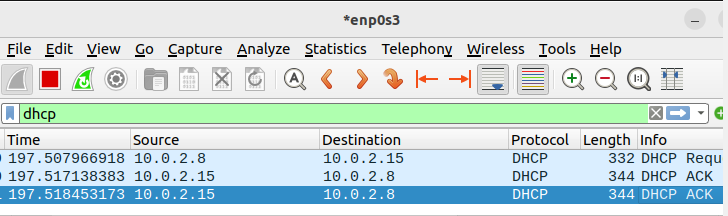 *enp0s3
File Edit View Go Capture Analyze Statistics Telephony Wireless Tools Help
dhcp
Time Source Destination Protocol Length Info
197.507966918 10.0.2.8 10.0.2.15 DHCP 332 DHCP Requ
197.517138383 10.0.2.15 10.0.2.8 DHCP 344 DHCP ACK
197.518453173 10.0.2.15 10.0.2.8 DHCP 344 DHCP ACK